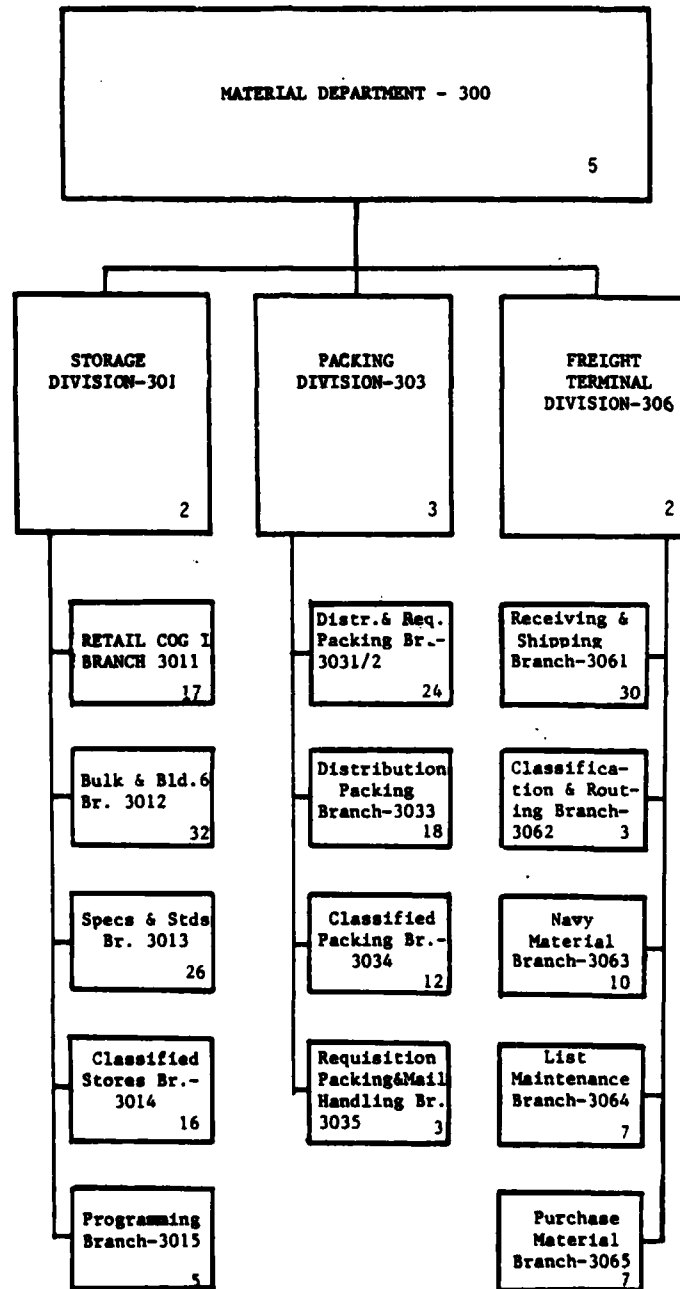 MATERIAL DEPARTMENT - 300
5
STORAGE
DIVISION-301
2
PACKING
DIVISION-303
3
FREIGHT
TERMINAL
DIVISION-306
2
RETAIL COG I
BRANCH 3011
17
Bulk & Bld.6
Br. 3012
32
Specs & Stds
Br. 3013
26
Classified
Stores Br.-
3014
16
Programming
Branch-3015
5
Distr.& Req.
Packing Br.-
3031/2
24
Distribution
Packing
Branch-3033
18
Classified
Packing Br.-
3034
12
Requisition
Packing&Mail
Handling Br.
3035 3
Receiving &
Shipping
Branch-3061
30
Classifica-
tion & Rout-
ing Branch-
3062 3
Navy
Material
Branch-3063
10
List
Maintenance
Branch-3064
7
Purchase
Material
Branch-3065
7